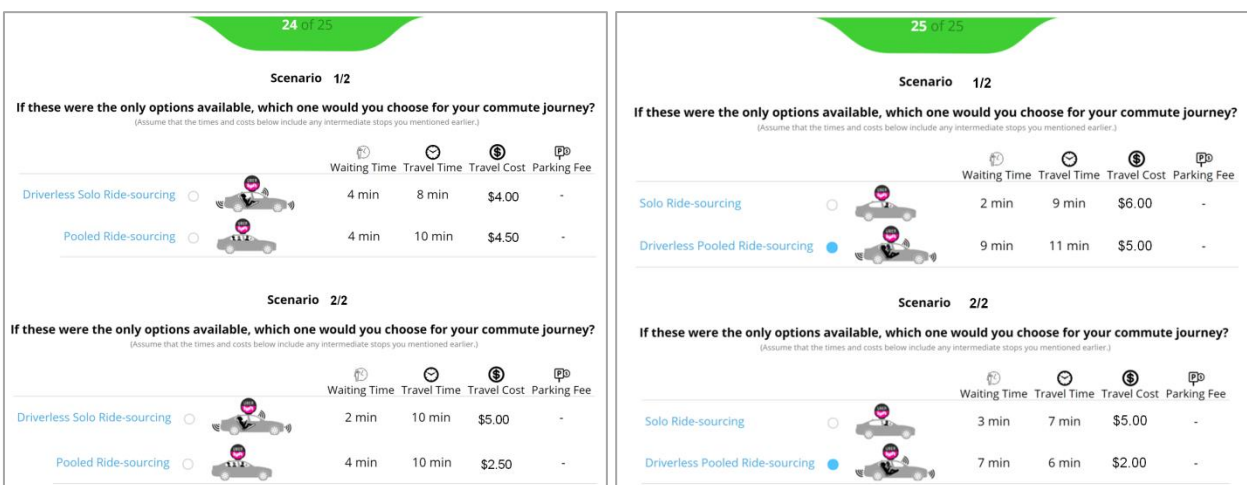 24 of 25
Scenario 1/2
If these were the only options available, which one would you choose for your commute journey?
(Assume that the times and costs below include any intermediate stops you mentioned earlier.)
Waiting Time Travel Time Travel Cost Parking Fee
Driverless Solo Ride-sourcing 4 min 8 min $4.00 -
Pooled Ride-sourcing 4 min 10 min $4.50 -
Scenario 2/2
If these were the only options available, which one would you choose for your commute journey?
(Assume that the times and costs below include any intermediate stops you mentioned earlier.)
Waiting Time Travel Time Travel Cost Parking Fee
Driverless Solo Ride-sourcing 2 min 10 min $5.00 -
Pooled Ride-sourcing 4 min 10 min $2.50 -
25 of 25
Scenario 1/2
If these were the only options available, which one would you choose for your commute journey?
(Assume that the times and costs below include any intermediate stops you mentioned earlier.)
Waiting Time Travel Time Travel Cost Parking Fee
Solo Ride-sourcing 2 min 9 min $6.00 -
Driverless Pooled Ride-sourcing 9 min 11 min $5.00 -
Scenario 2/2
If these were the only options available, which one would you choose for your commute journey?
(Assume that the times and costs below include any intermediate stops you mentioned earlier.)
Waiting Time Travel Time Travel Cost Parking Fee
Solo Ride-sourcing 3 min 7 min $5.00 -
Driverless Pooled Ride-sourcing 7 min 6 min $2.00 -